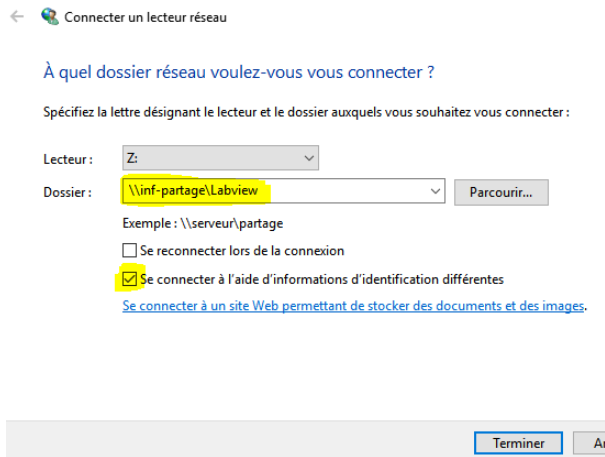 Connecter un lecteur réseau
À quel dossier réseau voulez-vous vous connecter ?
Spécifiez la lettre désignant le lecteur et le dossier auxquels vous souhaitez vous connecter :
Lecteur : Z:
Dossier : \\inf-partage\Labview Parcourir...
Exemple : \\serveur\partage
Se reconnecter lors de la connexion
Se connecter à l'aide d'informations d'identification différentes
Se connecter à un site Web permettant de stocker des documents et des images.
Terminer